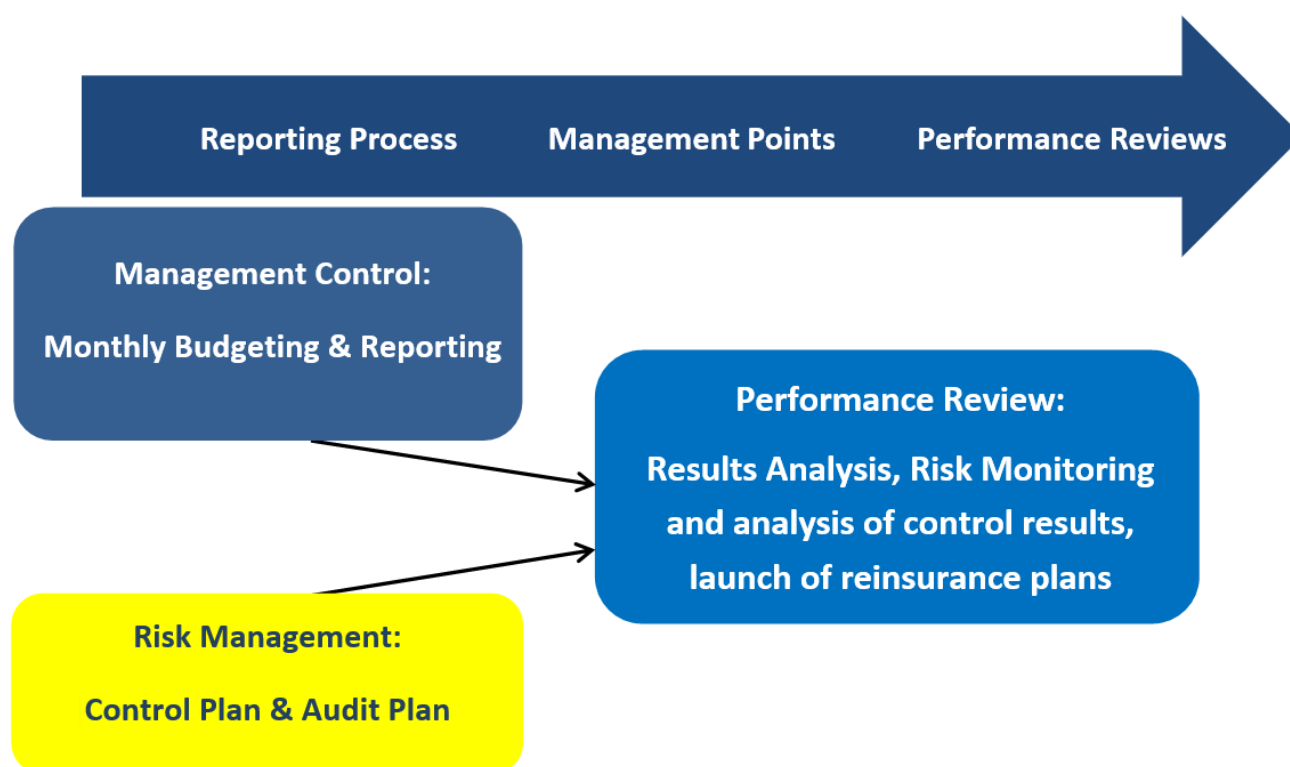 Reporting Process Management Points Performance Reviews
Management Control:
Monthly Budgeting & Reporting
Performance Review:
Results Analysis, Risk Monitoring
and analysis of control results,
launch of reinsurance plans
Risk Management:
Control Plan & Audit Plan